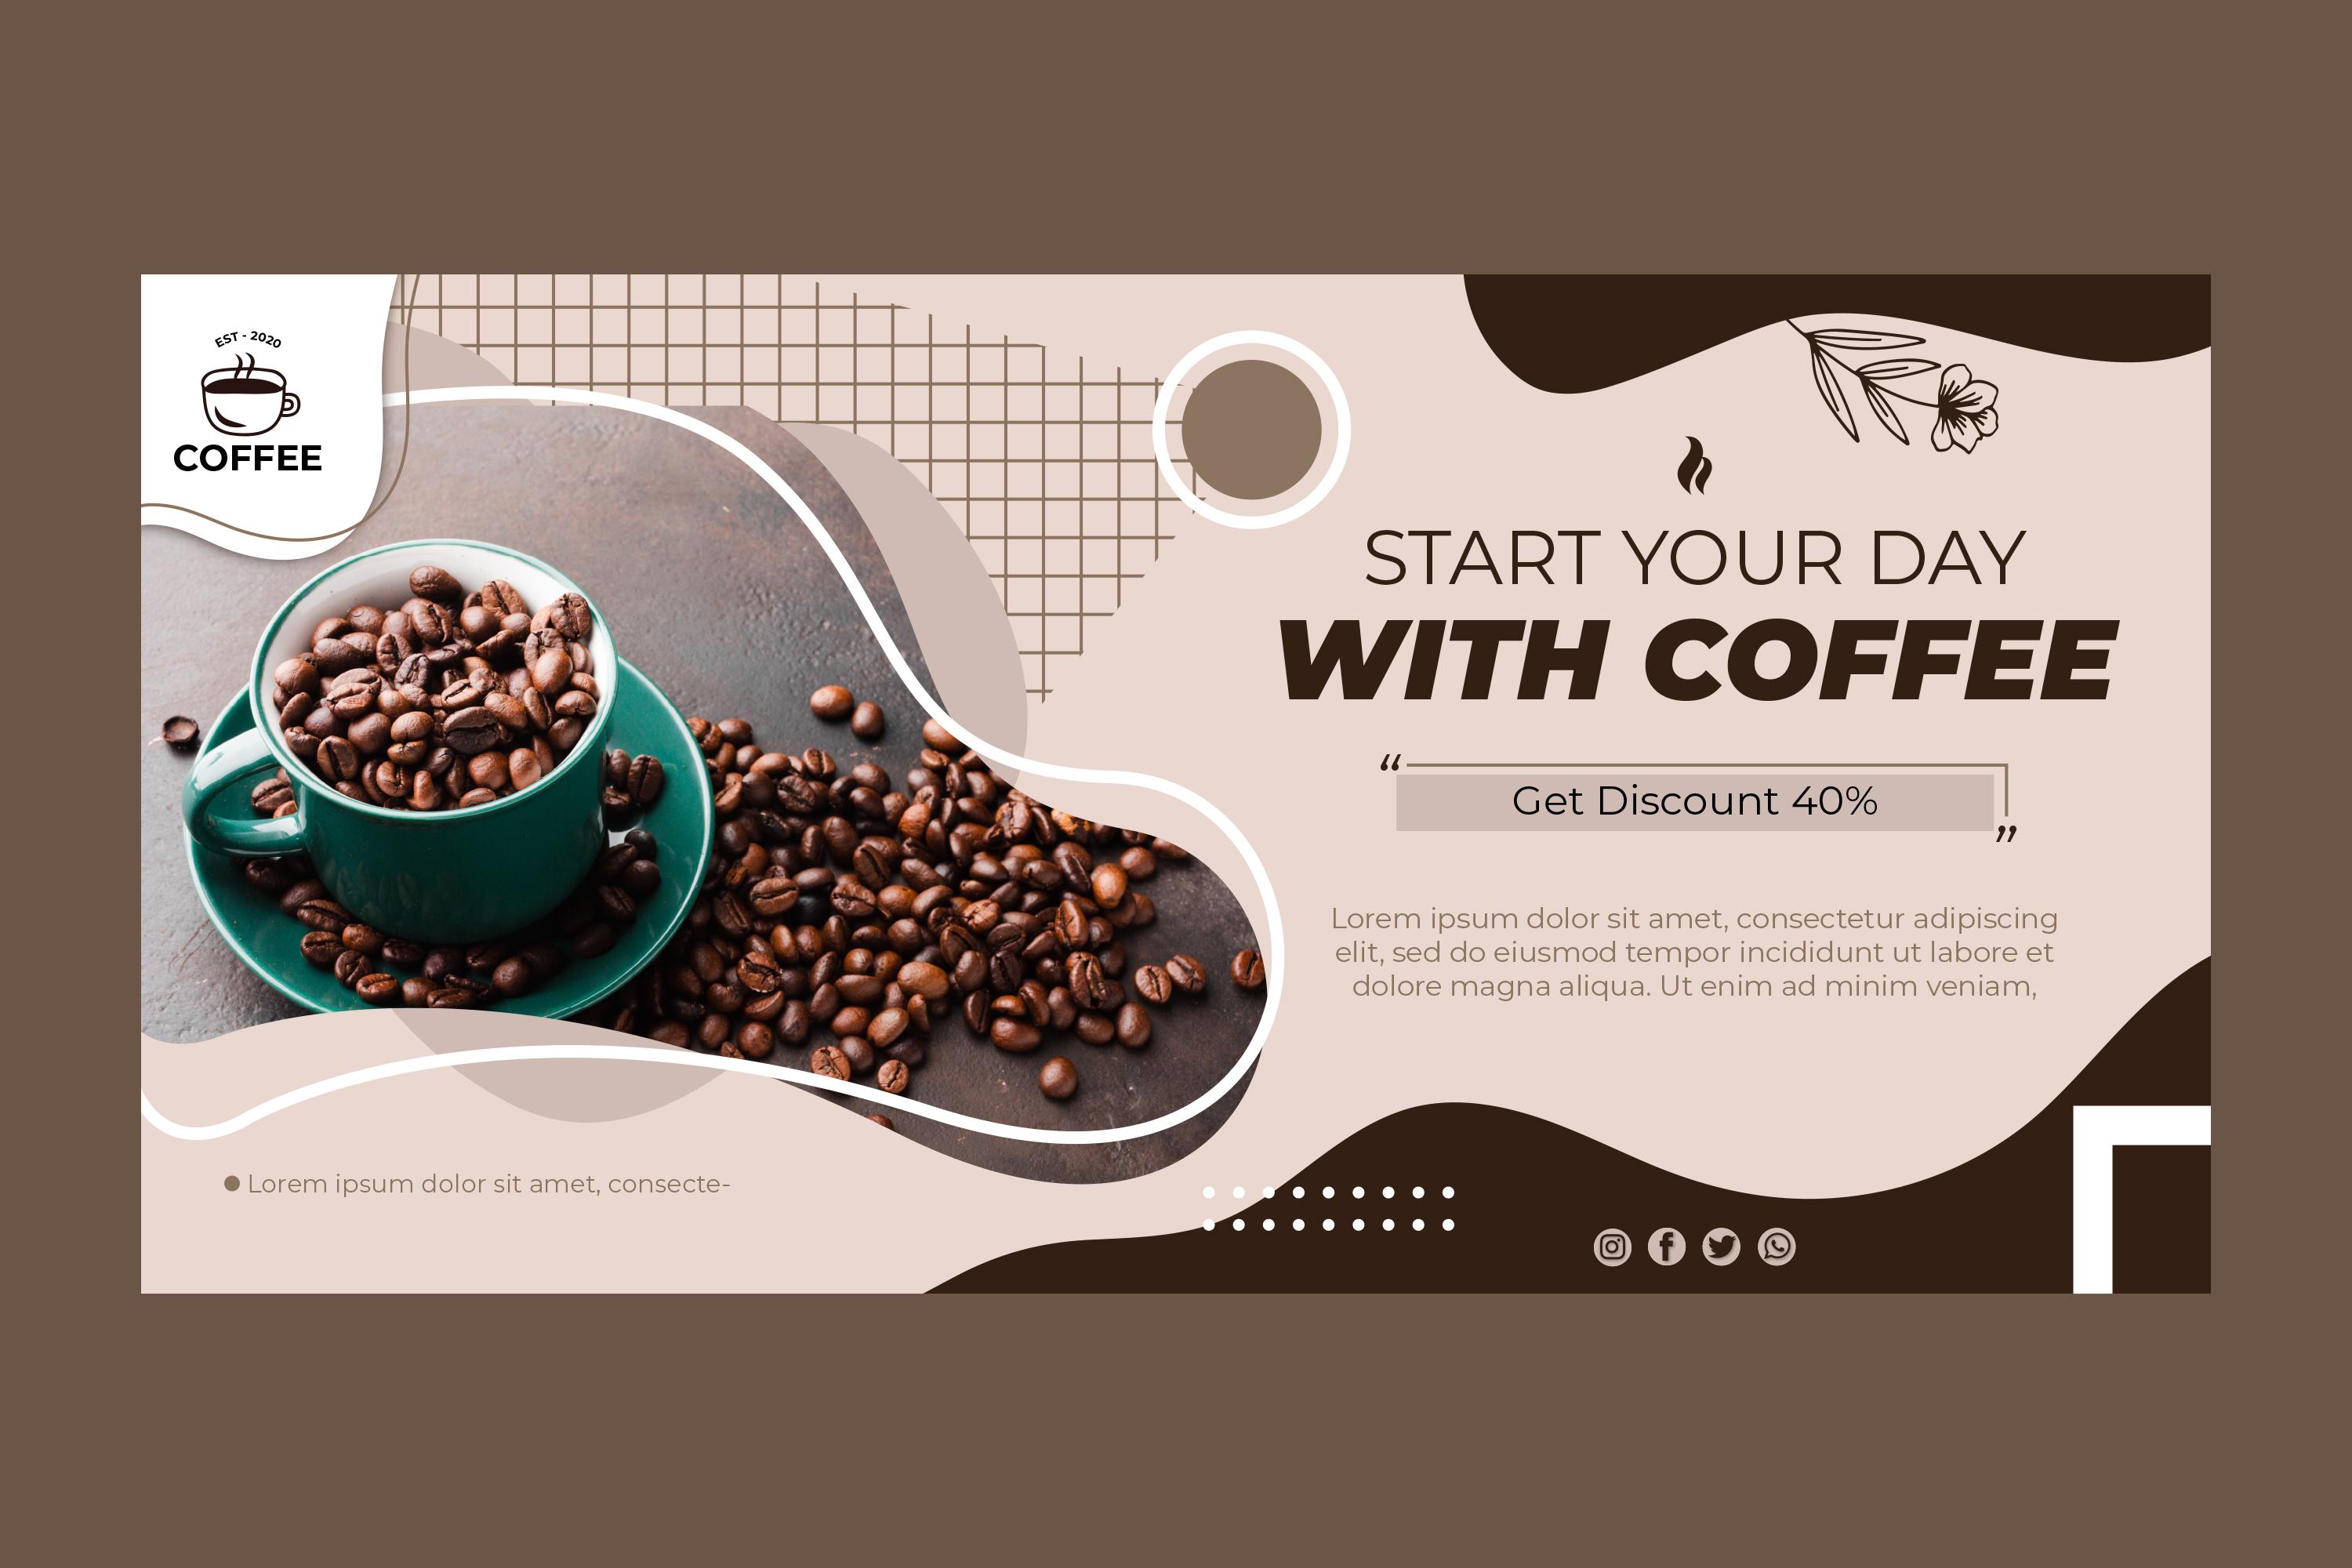 EST - 2020
COFFEE
START YOUR DAY
WITH COFFEE
“ Get Discount 40% ”
Lorem ipsum dolor sit amet, consectetur adipiscing
elit, sed do eiusmod tempor incididunt ut labore et
dolore magna aliqua. Ut enim ad minim veniam,
Lorem ipsum dolor sit amet, consecte-